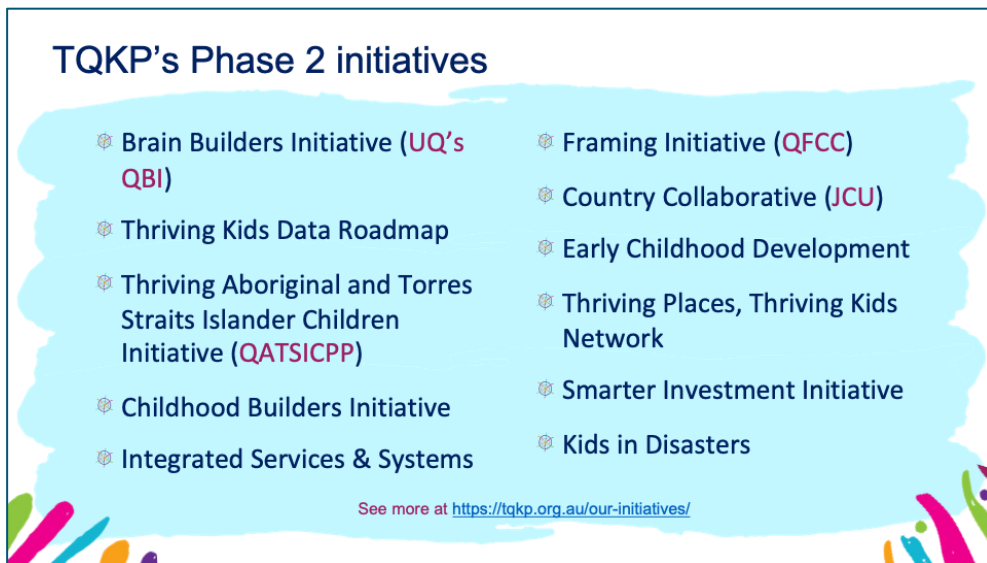 TQKP's Phase 2 initiatives
Brain Builders Initiative (UQ's
QBI)
Thriving Kids Data Roadmap
Thriving Aboriginal and Torres
Straits Islander Children
Initiative (QATSICPP)
Childhood Builders Initiative
Integrated Services & Systems
Framing Initiative (QFCC)
Country Collaborative (JCU)
Early Childhood Development
Thriving Places, Thriving Kids
Network
Smarter Investment Initiative
Kids in Disasters
See more at https://tqkp.org.au/our-initiatives/